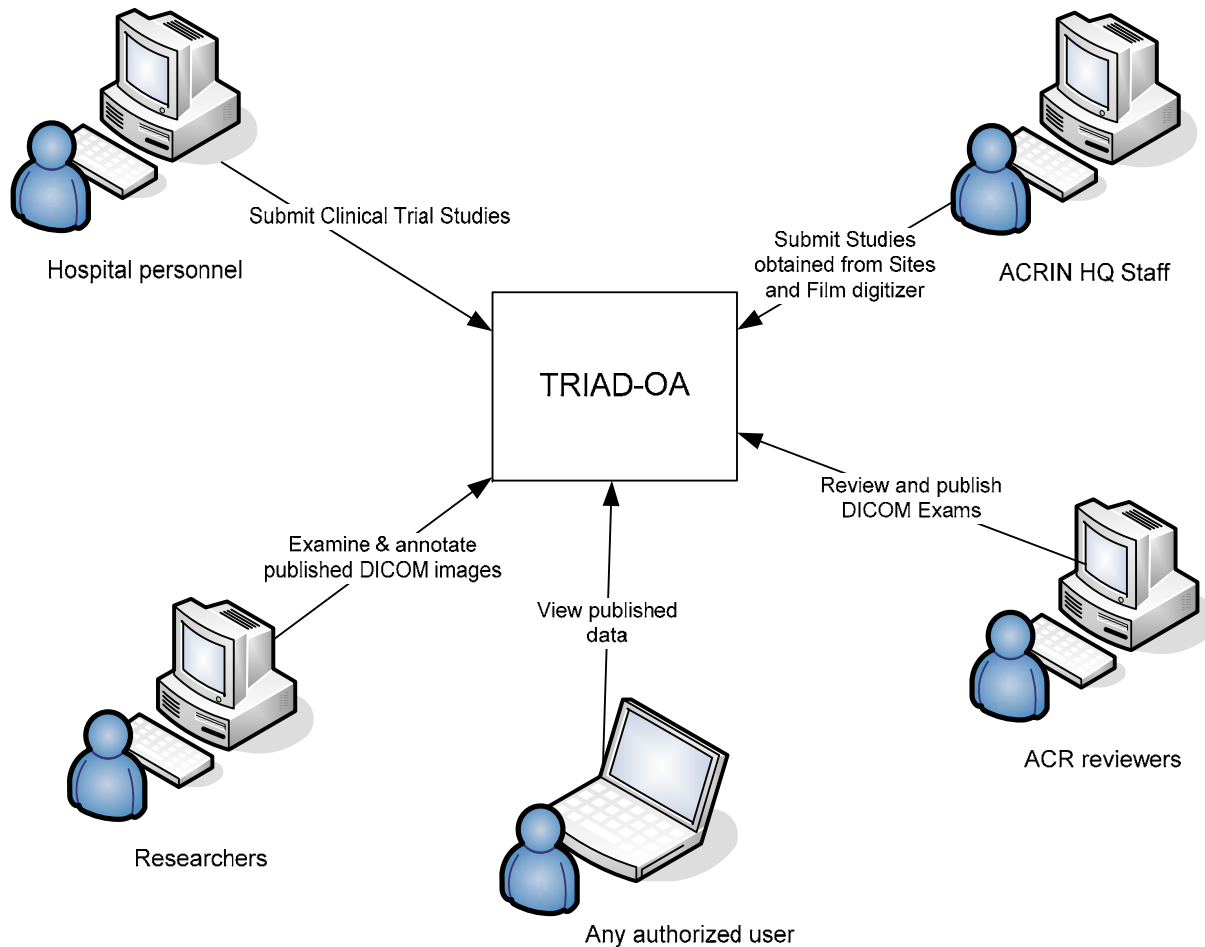 Submit Clinical Trial Studies
Hospital personnel
Submit Studies
obtained from Sites
and Film digitizer
ACRIN HQ Staff
TRIAD-OA
Review and publish
DICOM Exams
ACR reviewers
Examine & annotate
published DICOM images
Researchers
View published
data
Any authorized user